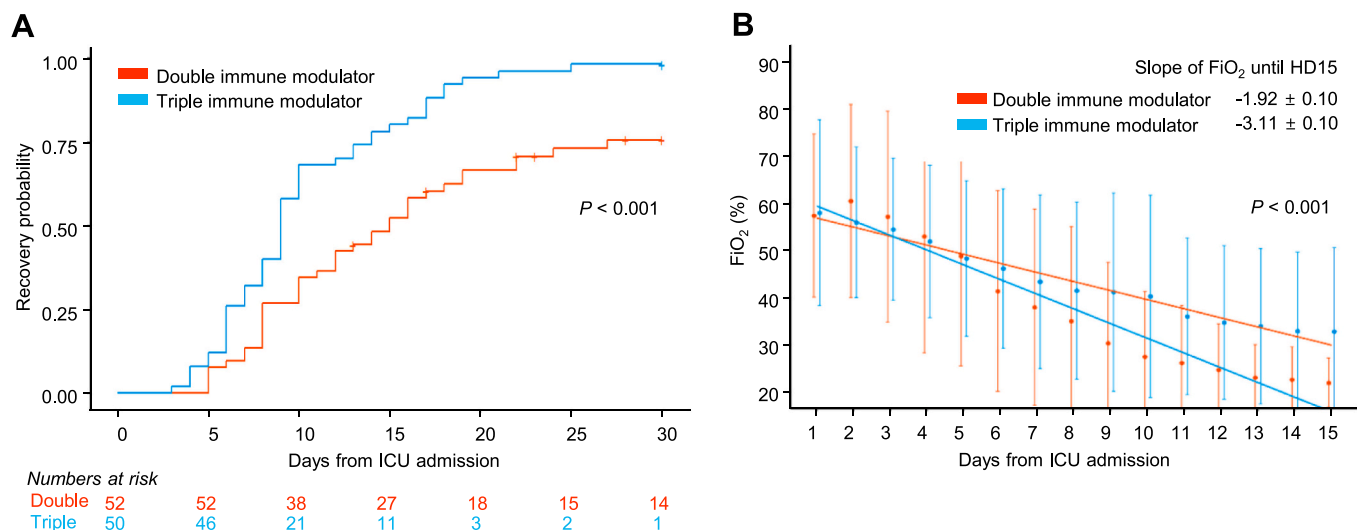 A
1.00
0.75
0.50
0.25
0.00
Recovery probability
Double immune modulator
Triple immune modulator
P < 0.001
0 5 10 15 20 25 30
Days from ICU admission
Numbers at risk
Double 52 52 38 27 18 15 14
Triple 50 46 21 11 3 2 1
B
90
80
70
60
50
40
30
20
FiO2 (%)
Slope of FiO2 until HD15
Double immune modulator -1.92 ± 0.10
Triple immune modulator -3.11 ± 0.10
P < 0.001
1 2 3 4 5 6 7 8 9 10 11 12 13 14 15
Days from ICU admission